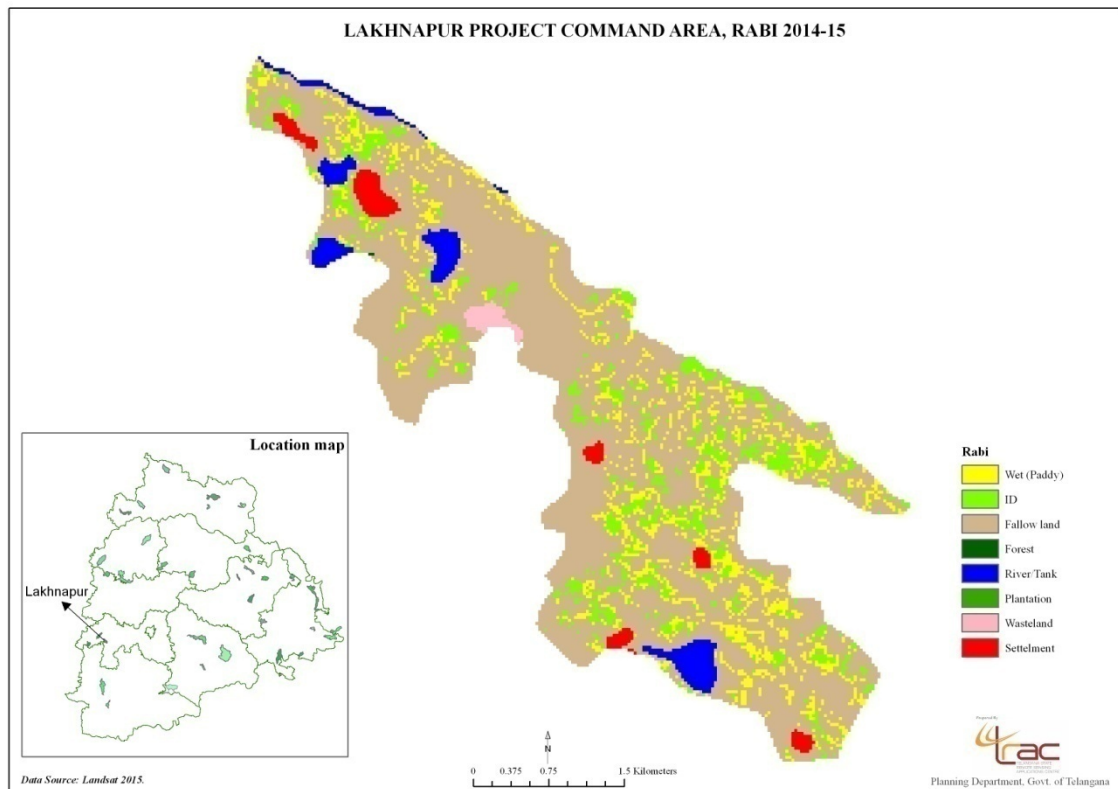 LAKHNAPUR PROJECT COMMAND AREA, RABI 2014-15
Location map
Lakhnapur
Rabi
Wet (Paddy)
ID
Fallow land
Forest
River/Tank
Plantation
Wasteland
Settelment
N
0 0.375 0.75 1.5 Kilometers
Data Source: Landsat 2015.
Prepared By
trac
Planning Department, Govt. of Telangana